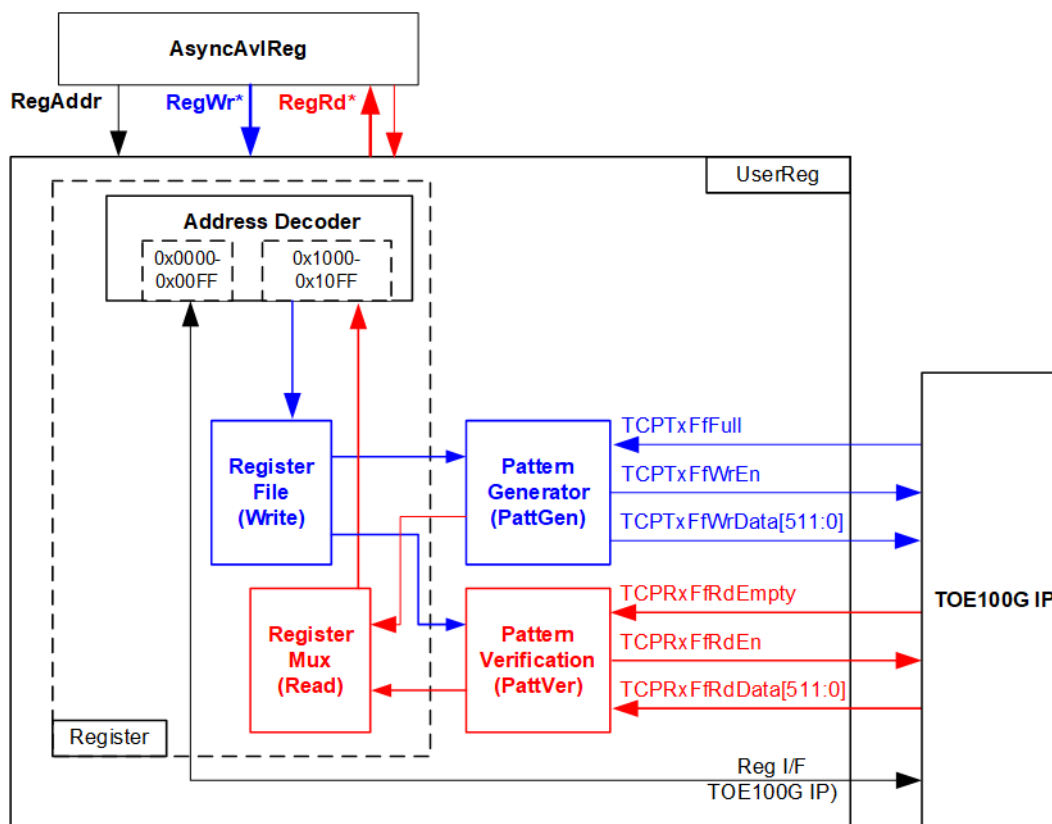 AsyncAvlReg
RegAddr
RegWr*
RegRd*
UserReg
Address Decoder
0x0000-
0x00FF
0x1000-
0x10FF
Register
File
(Write)
Pattern
Generator
(PattGen)
TCPTxFfFull
TCPTxFfWrEn
TCPTxFfWrData[511:0]
Register
Mux
(Read)
Pattern
Verification
(PattVer)
TCPRxFfRdEmpty
TCPRxFfRdEn
TCPRxFfRdData[511:0]
TOE100G IP
Register
Reg I/F
TOE100G IP)